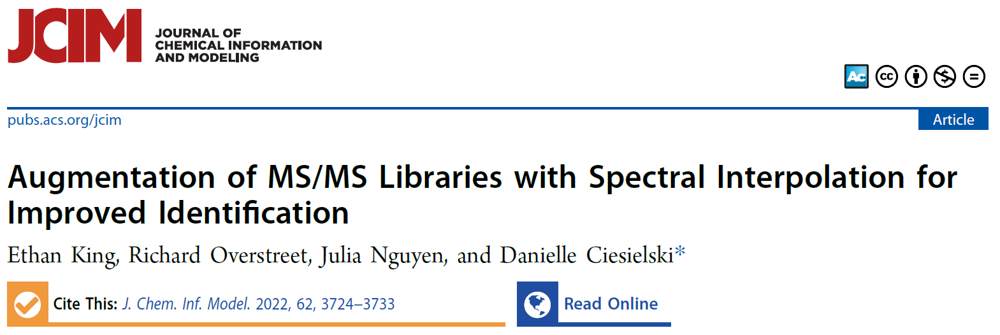 JCIM
JOURNAL OF
CHEMICAL INFORMATION
AND MODELING
Ac cc $ =
pubs.acs.org/jcim
Article
Augmentation of MS/MS Libraries with Spectral Interpolation for
Improved Identification
Ethan King, Richard Overstreet, Julia Nguyen, and Danielle Ciesielski*
Cite This: J. Chem. Inf. Model. 2022, 62, 3724–3733
Read Online